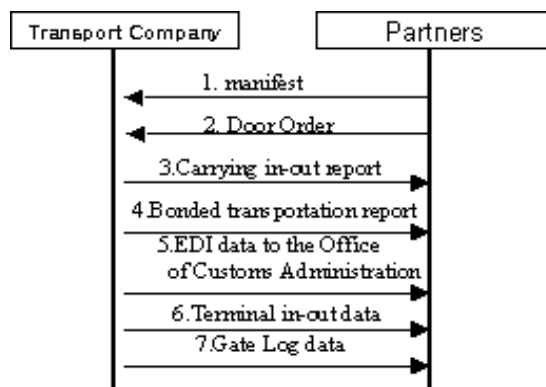 Transport Company
Partners
1. manifest
2. Door Order
3.Carrying in-out report
4.Bonded transportation report
5.EDI data to the Office
of Customs Administration
6.Terminal in-out data
7.Gate Log data